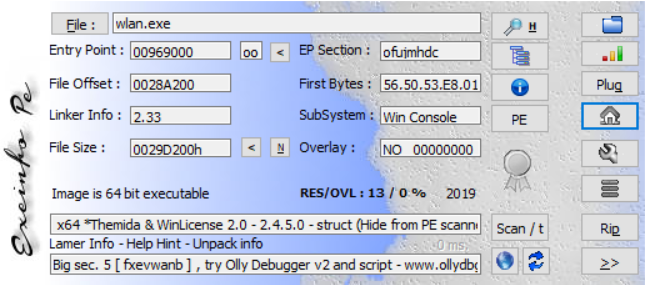 File : wlan.exe H
Entry Point : 00969000 oo < EP Section : ofujmhdc
File Offset : 0028A200 First Bytes : 56.50.53.E8.01 Plug
Linker Info : 2.33 SubSystem : Win Console PE
File Size : 0029D200h < N Overlay : NO 00000000
Image is 64 bit executable RES/OVL : 13 / 0 % 2019
x64 *Themida & WinLicense 2.0 - 2.4.5.0 - struct (Hide from PE scann Scan / t Rip
Lamer Info - Help Hint - Unpack info 0 ms.
Big sec. 5 [ fxevwanb ] , try Olly Debugger v2 and script - www.ollydbg >>
Exeinfo Pe